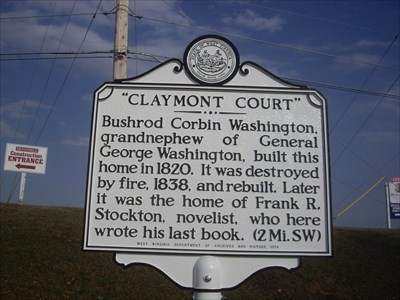 "CLAYMONT COURT"
Bushrod Corbin Washington,
grandnephew of General
George Washington, built this
home in 1820. It was destroyed
by fire, 1838, and rebuilt. Later
it was the home of Frank R.
Stockton, novelist, who here
wrote his last book. (2 Mi. SW)
WEST VIRGINIA DEPARTMENT OF ARCHIVES AND HISTORY, 1974
Construction
ENTRANCE